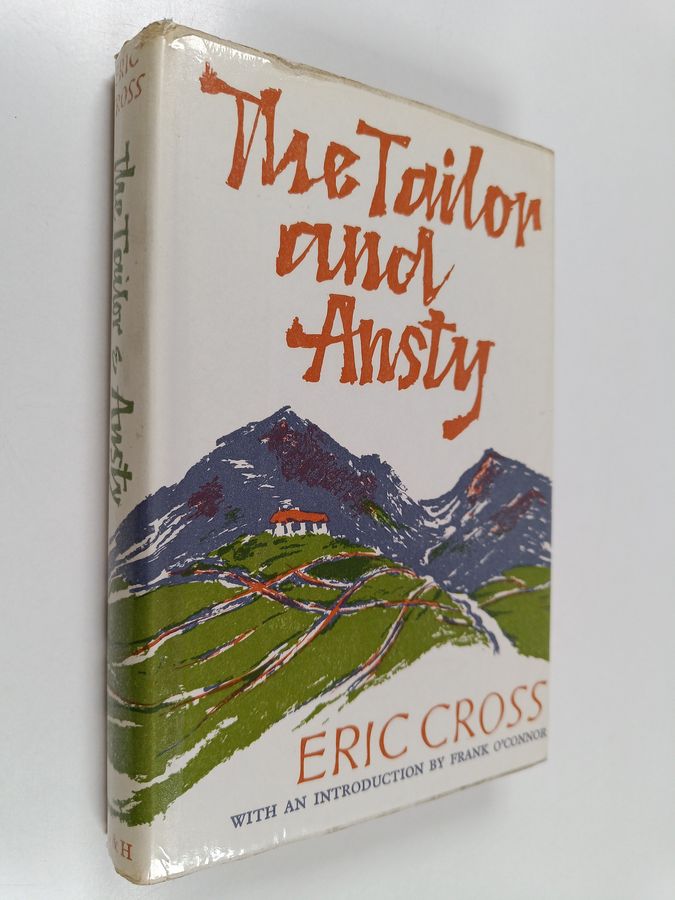 The Tailor
and
Ansty
ERIC CROSS
WITH AN INTRODUCTION BY FRANK O'CONNOR
ERIC
CROSS
The Tailor & Ansty
& H